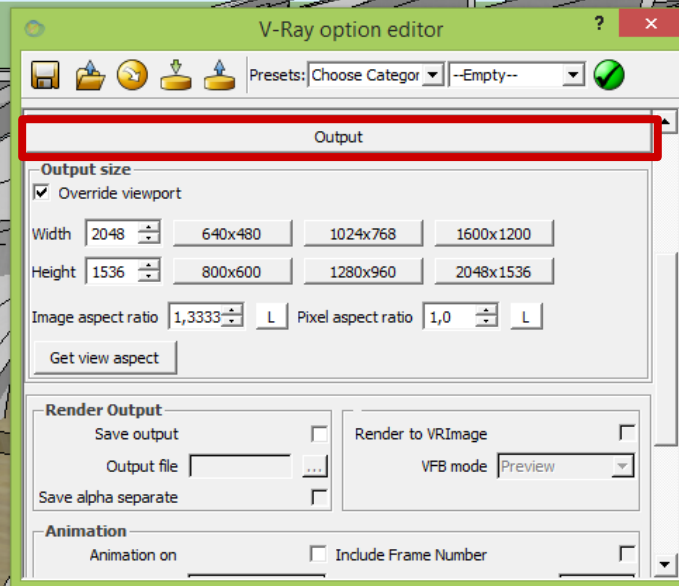 V-Ray option editor ? ×
Presets: Choose Categor --Empty--
Output
Output size
Override viewport
Width 2048 640x480 1024x768 1600x1200
Height 1536 800x600 1280x960 2048x1536
Image aspect ratio 1,3333 L Pixel aspect ratio 1,0 L
Get view aspect
Render Output
Save output Render to VRImage
Output file ... VFB mode Preview
Save alpha separate
Animation
Animation on Include Frame Number